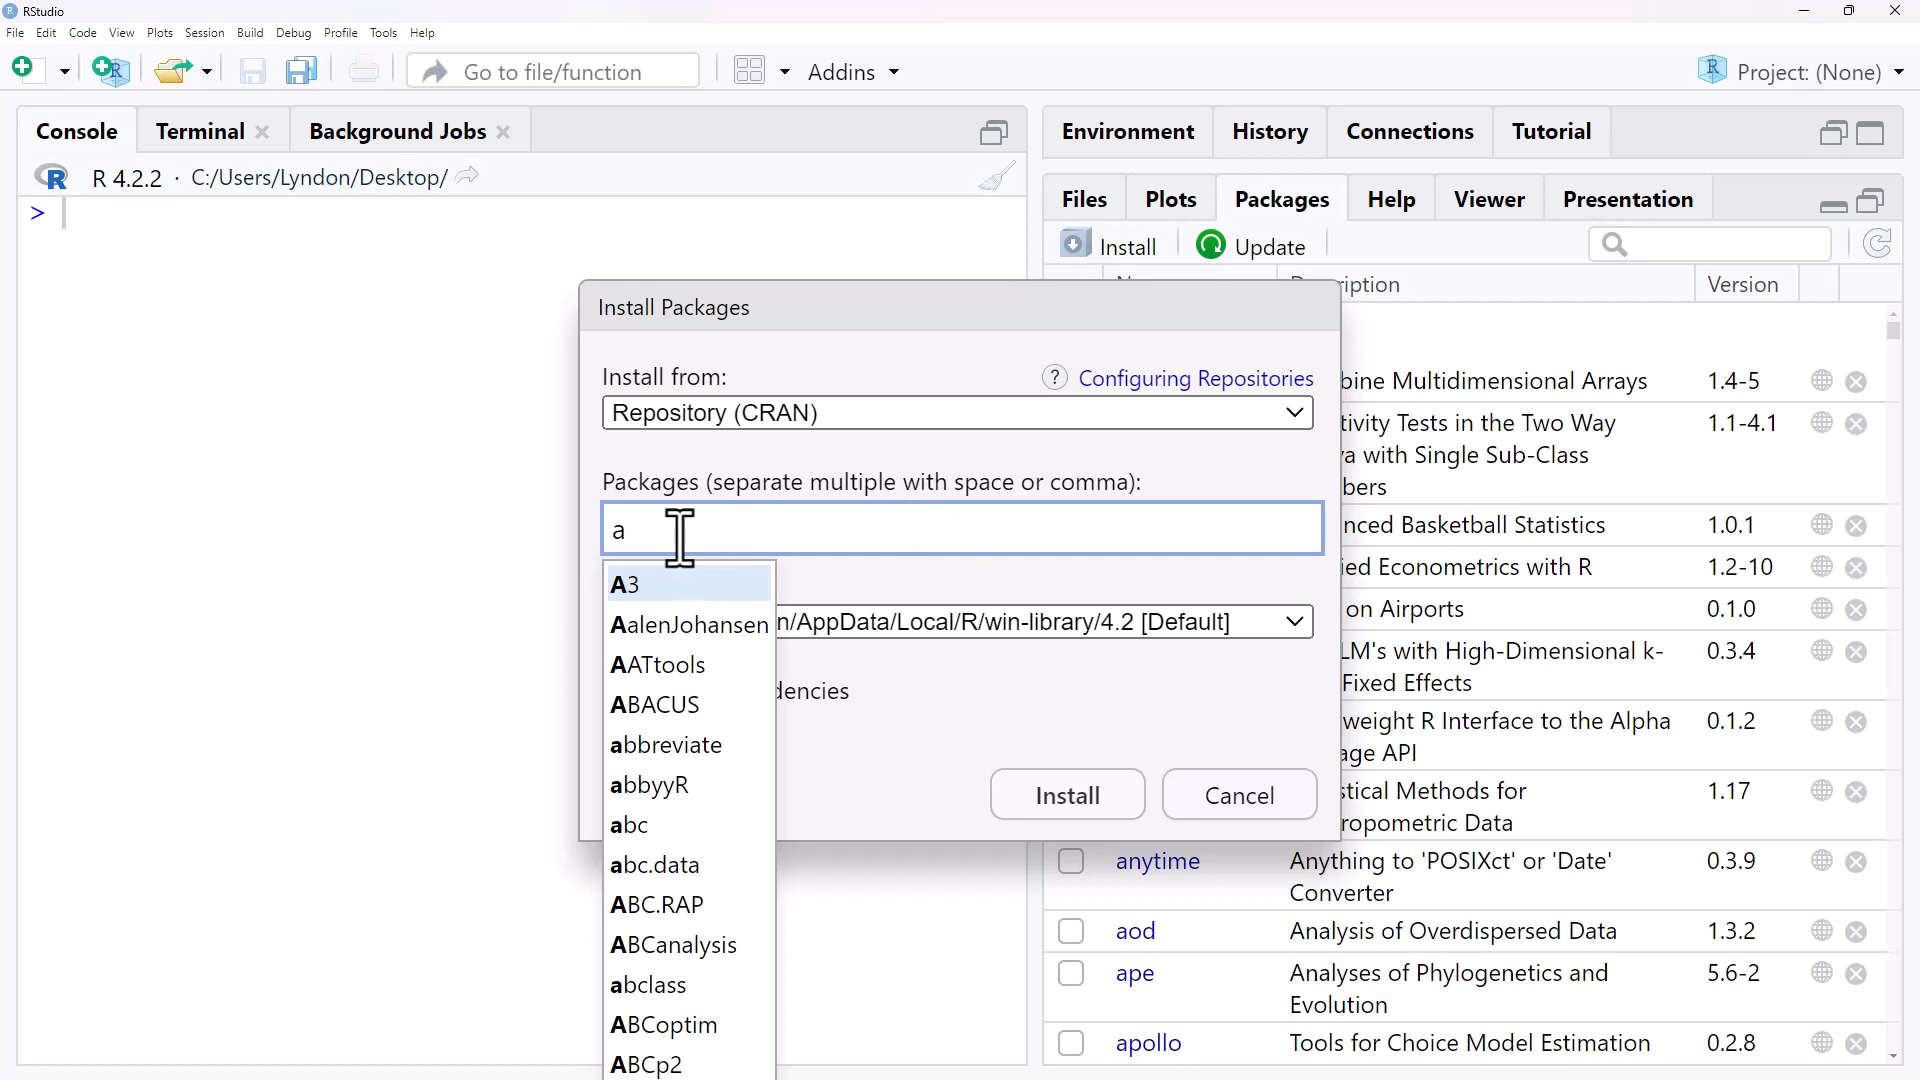 RStudio
File Edit Code View Plots Session Build Debug Profile Tools Help
Go to file/function
Addins
Project: (None)
Console Terminal Background Jobs
R 4.2.2 · C:/Users/Lyndon/Desktop/
>
Environment History Connections Tutorial
Files Plots Packages Help Viewer Presentation
Install Update
ription Version
Install Packages
Install from:
? Configuring Repositories
Repository (CRAN)
Packages (separate multiple with space or comma):
a
A3
AalenJohansen
AATtools
ABACUS
abbreviate
abbyyR
abc
abc.data
ABC.RAP
ABCanalysis
abclass
ABCoptim
ABCp2
n/AppData/Local/R/win-library/4.2 [Default]
dencies
Install Cancel
bine Multidimensional Arrays 1.4-5
tivity Tests in the Two Way 1.1-4.1
va with Single Sub-Class
bers
nced Basketball Statistics 1.0.1
ied Econometrics with R 1.2-10
on Airports 0.1.0
LM's with High-Dimensional k- 0.3.4
Fixed Effects
weight R Interface to the Alpha 0.1.2
age API
stical Methods for 1.17
ropometric Data
anytime Anything to 'POSIXct' or 'Date' 0.3.9
Converter
aod Analysis of Overdispersed Data 1.3.2
ape Analyses of Phylogenetics and 5.6-2
Evolution
apollo Tools for Choice Model Estimation 0.2.8